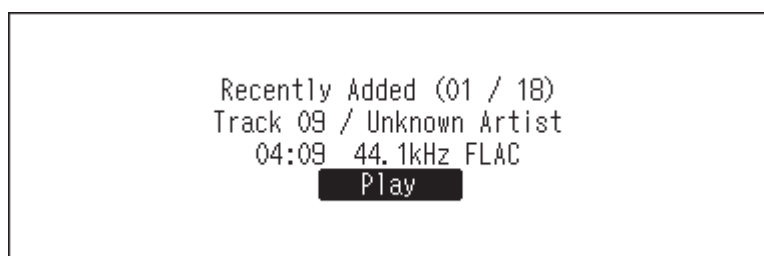 Recently Added (01 / 18)
Track 09 / Unknown Artist
04:09 44.1kHz FLAC
Play